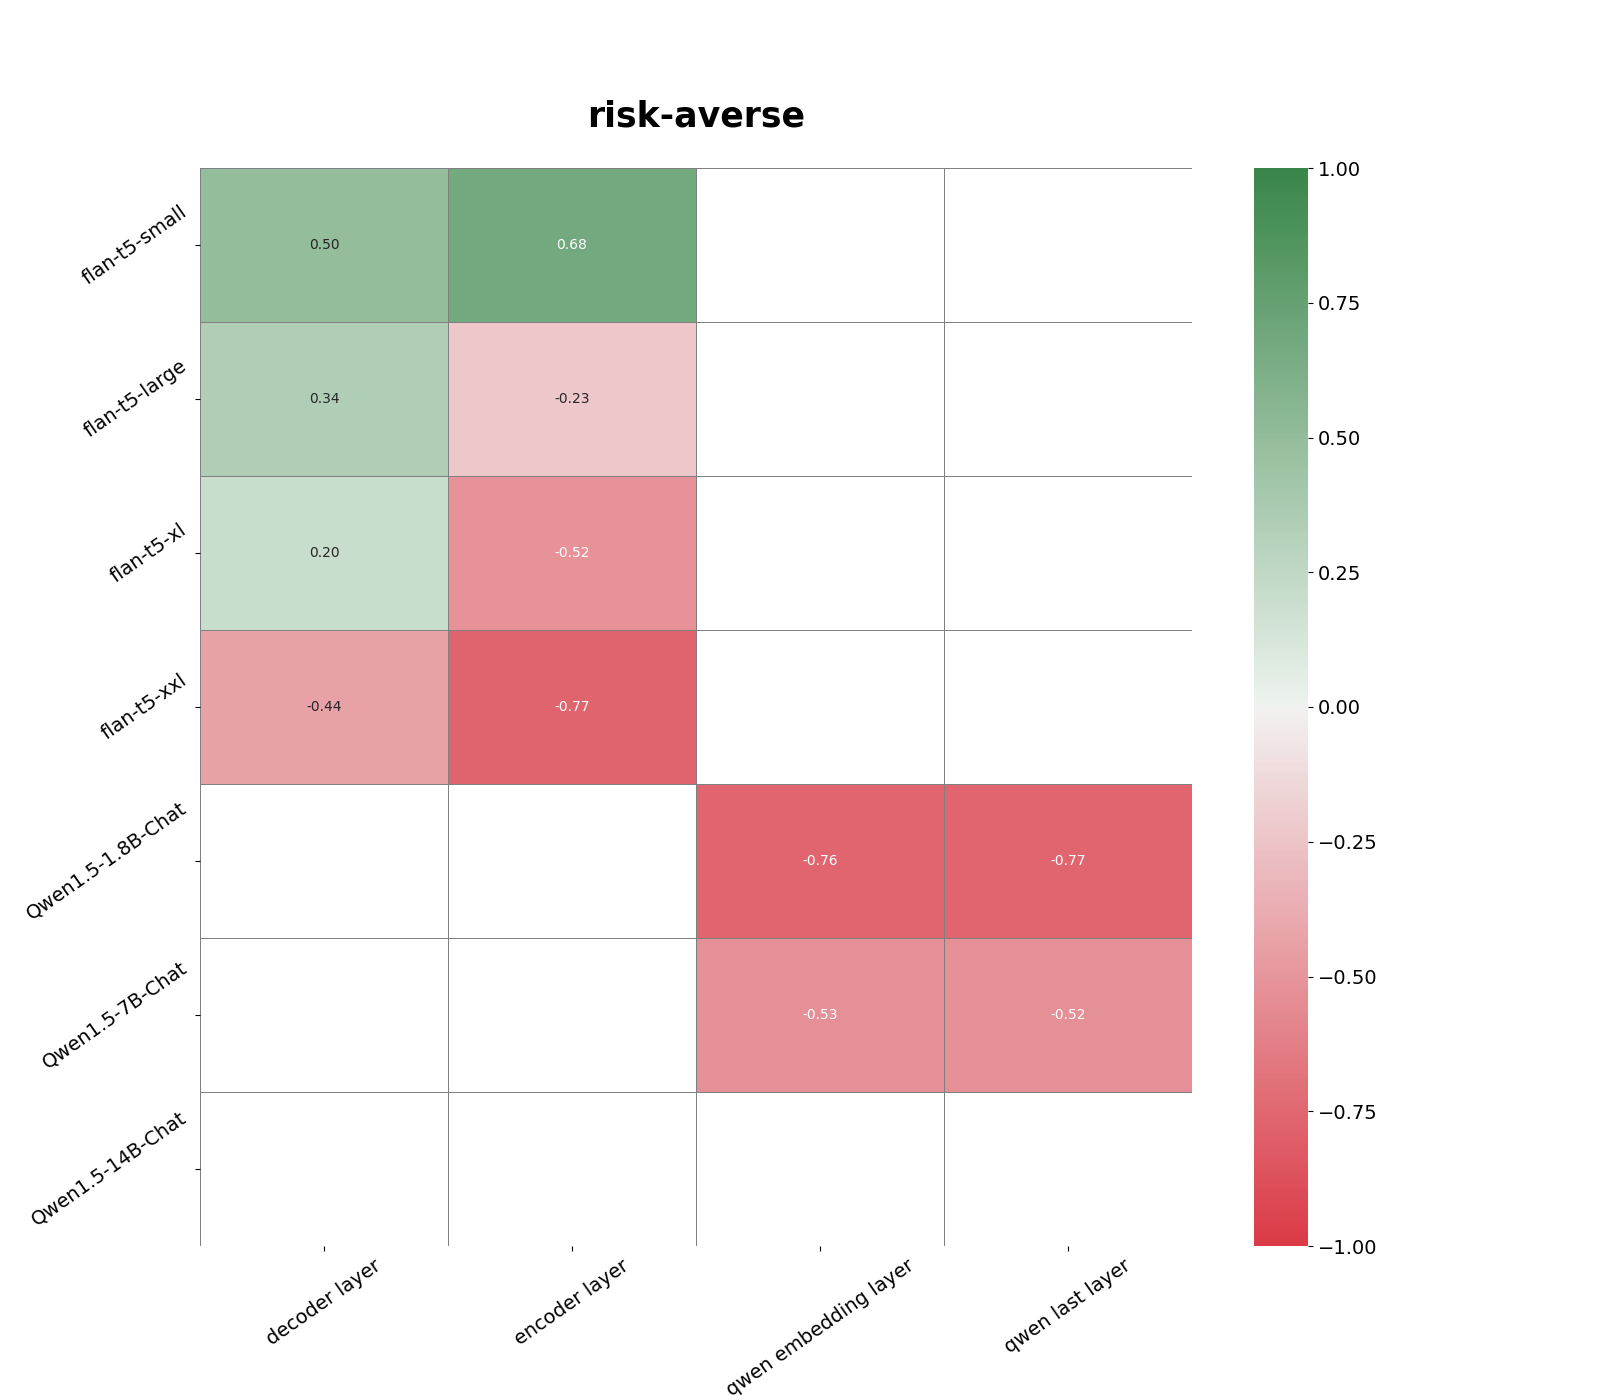 risk-averse
flan-t5-small
0.50
0.68
flan-t5-large
0.34
-0.23
flan-t5-xl
0.20
-0.52
flan-t5-xxl
-0.44
-0.77
Qwen1.5-1.8B-Chat
-0.76
-0.77
Qwen1.5-7B-Chat
-0.53
-0.52
Qwen1.5-14B-Chat
decoder layer
encoder layer
qwen embedding layer
qwen last layer
1.00
0.75
0.50
0.25
0.00
−0.25
−0.50
−0.75
−1.00